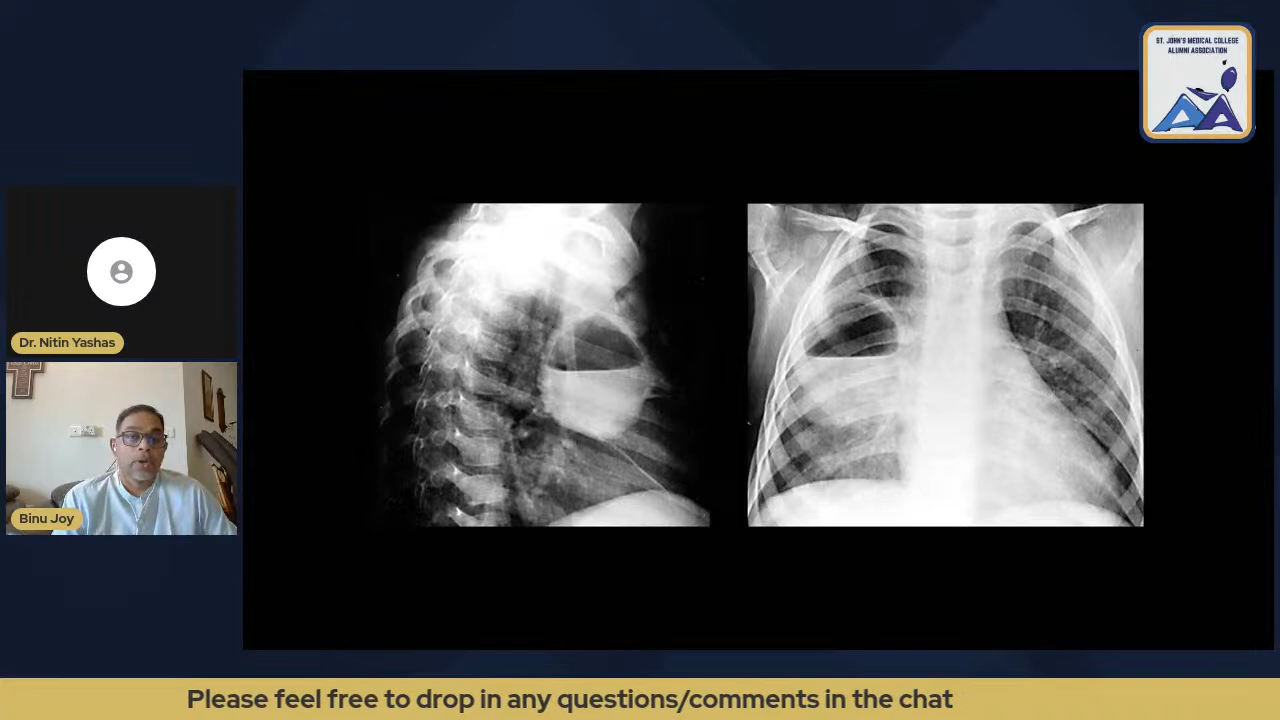 ST. JOHN'S MEDICAL COLLEGE
ALUMNI ASSOCIATION
Dr. Nitin Yashas
Binu Joy
Please feel free to drop in any questions/comments in the chat